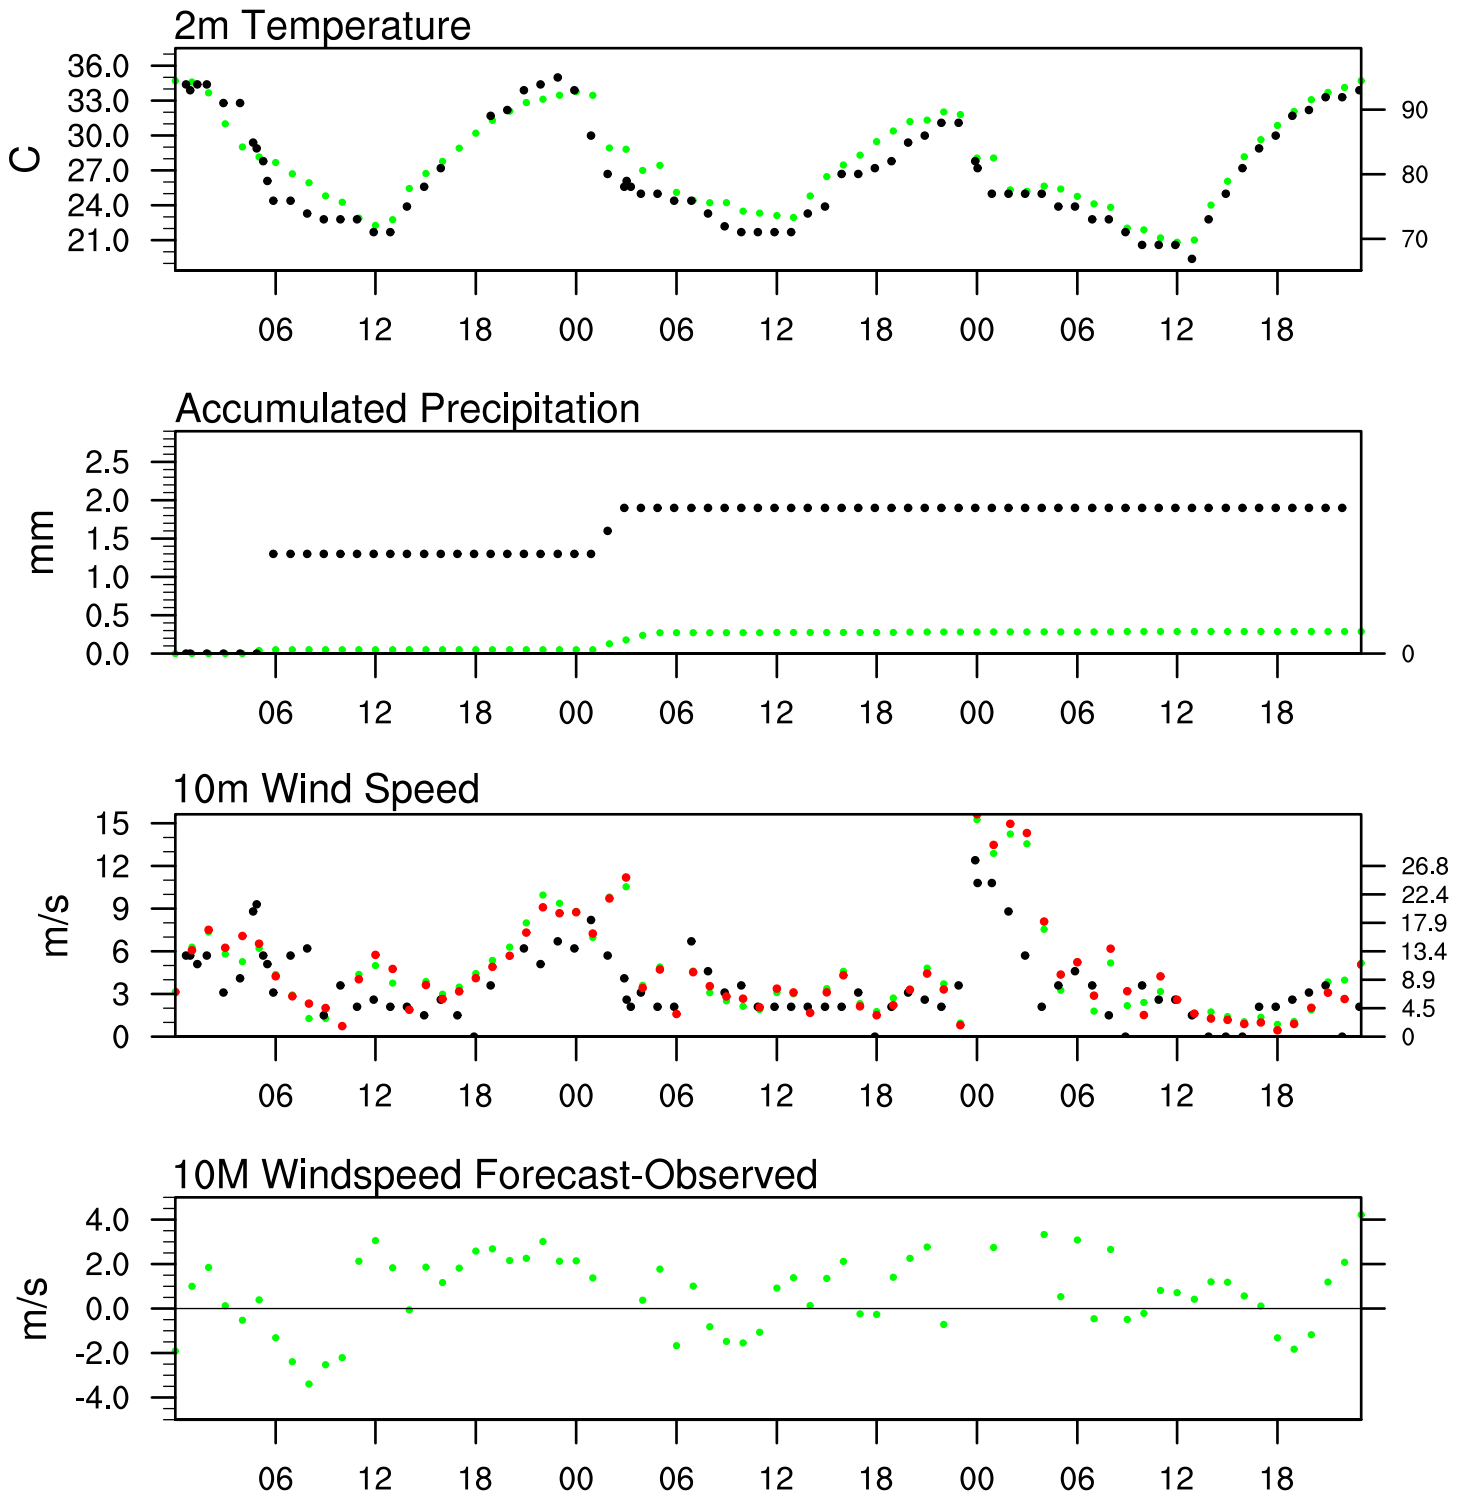 2m Temperature
36.0
33.0
30.0
27.0
24.0
21.0
C
90
80
70
06 12 18 00 06 12 18 00 06 12 18
Accumulated Precipitation
2.5
2.0
1.5
1.0
0.5
0.0
mm
0
06 12 18 00 06 12 18 00 06 12 18
10m Wind Speed
15
12
9
6
3
0
m/s
26.8
22.4
17.9
13.4
8.9
4.5
0
06 12 18 00 06 12 18 00 06 12 18
10M Windspeed Forecast-Observed
4.0
2.0
0.0
-2.0
-4.0
m/s
06 12 18 00 06 12 18 00 06 12 18